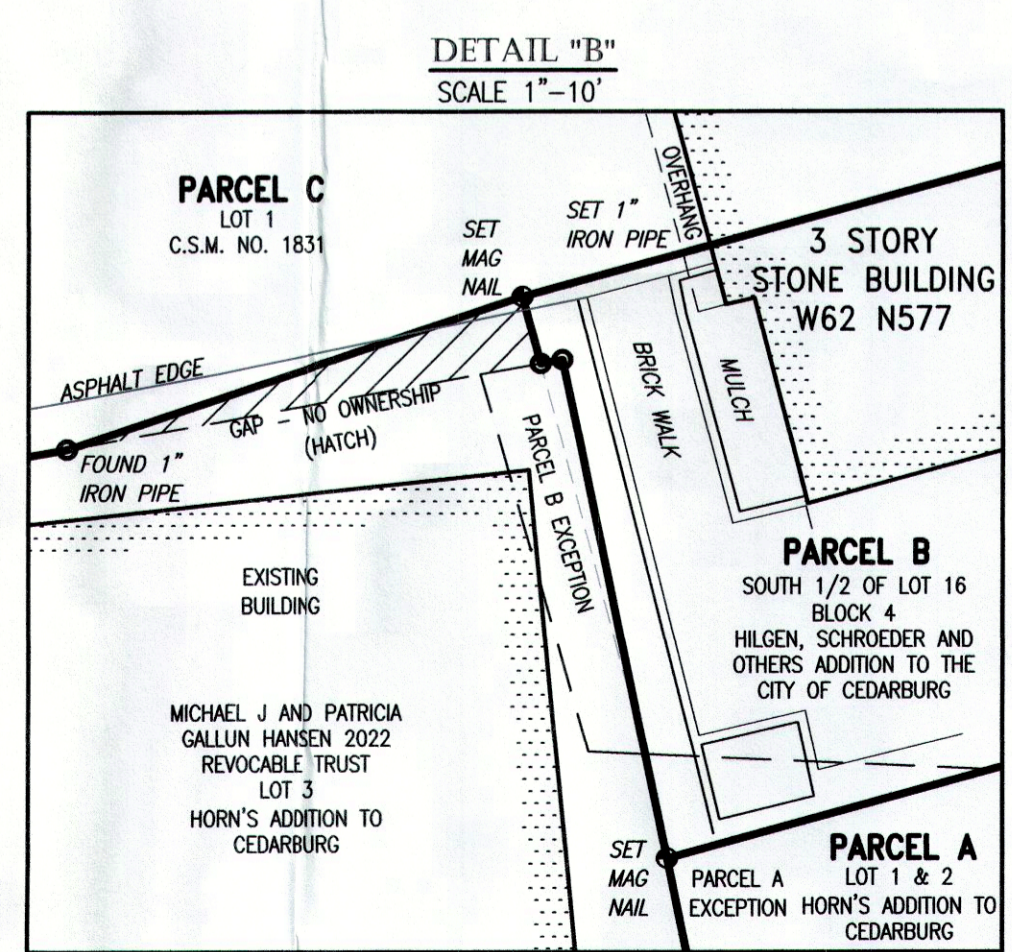 DETAIL "B"
SCALE 1"–10'
PARCEL C
LOT 1
C.S.M. NO. 1831
SET
MAG
NAIL
SET 1"
IRON PIPE
OVERHANG
3 STORY
STONE BUILDING
W62 N577
ASPHALT EDGE
GAP – NO OWNERSHIP
(HATCH)
FOUND 1"
IRON PIPE
BRICK WALK
MULCH
PARCEL B EXCEPTION
EXISTING
BUILDING
PARCEL B
SOUTH 1/2 OF LOT 16
BLOCK 4
HILGEN, SCHROEDER AND
OTHERS ADDITION TO THE
CITY OF CEDARBURG
MICHAEL J AND PATRICIA
GALLUN HANSEN 2022
REVOCABLE TRUST
LOT 3
HORN'S ADDITION TO
CEDARBURG
SET
MAG
NAIL
PARCEL A
EXCEPTION
PARCEL A
LOT 1 & 2
HORN'S ADDITION TO
CEDARBURG